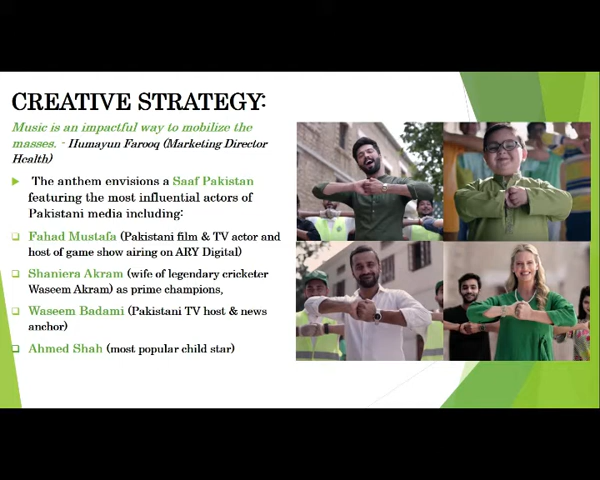 CREATIVE STRATEGY:
Music is an impactful way to mobilize the
masses. - Humayun Farooq (Marketing Director
Health)
The anthem envisions a Saaf Pakistan
featuring the most influential actors of
Pakistani media including:
Fahad Mustafa (Pakistani film & TV actor and
host of game show airing on ARY Digital)
Shaniera Akram (wife of legendary cricketer
Waseem Akram) as prime champions,
Waseem Badami (Pakistani TV host & news
anchor)
Ahmed Shah (most popular child star)